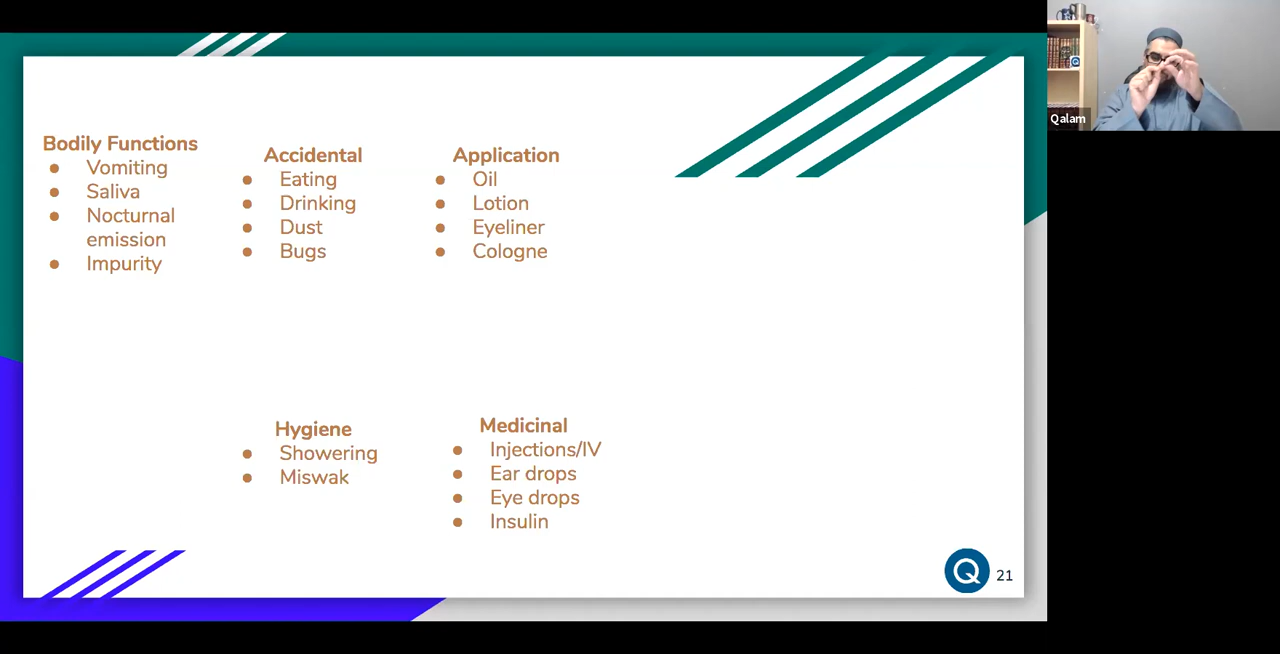 Bodily Functions
● Vomiting
● Saliva
● Nocturnal
emission
● Impurity
Accidental
● Eating
● Drinking
● Dust
● Bugs
Application
● Oil
● Lotion
● Eyeliner
● Cologne
Hygiene
● Showering
● Miswak
Medicinal
● Injections/IV
● Ear drops
● Eye drops
● Insulin
Q
21
Q
Qalam